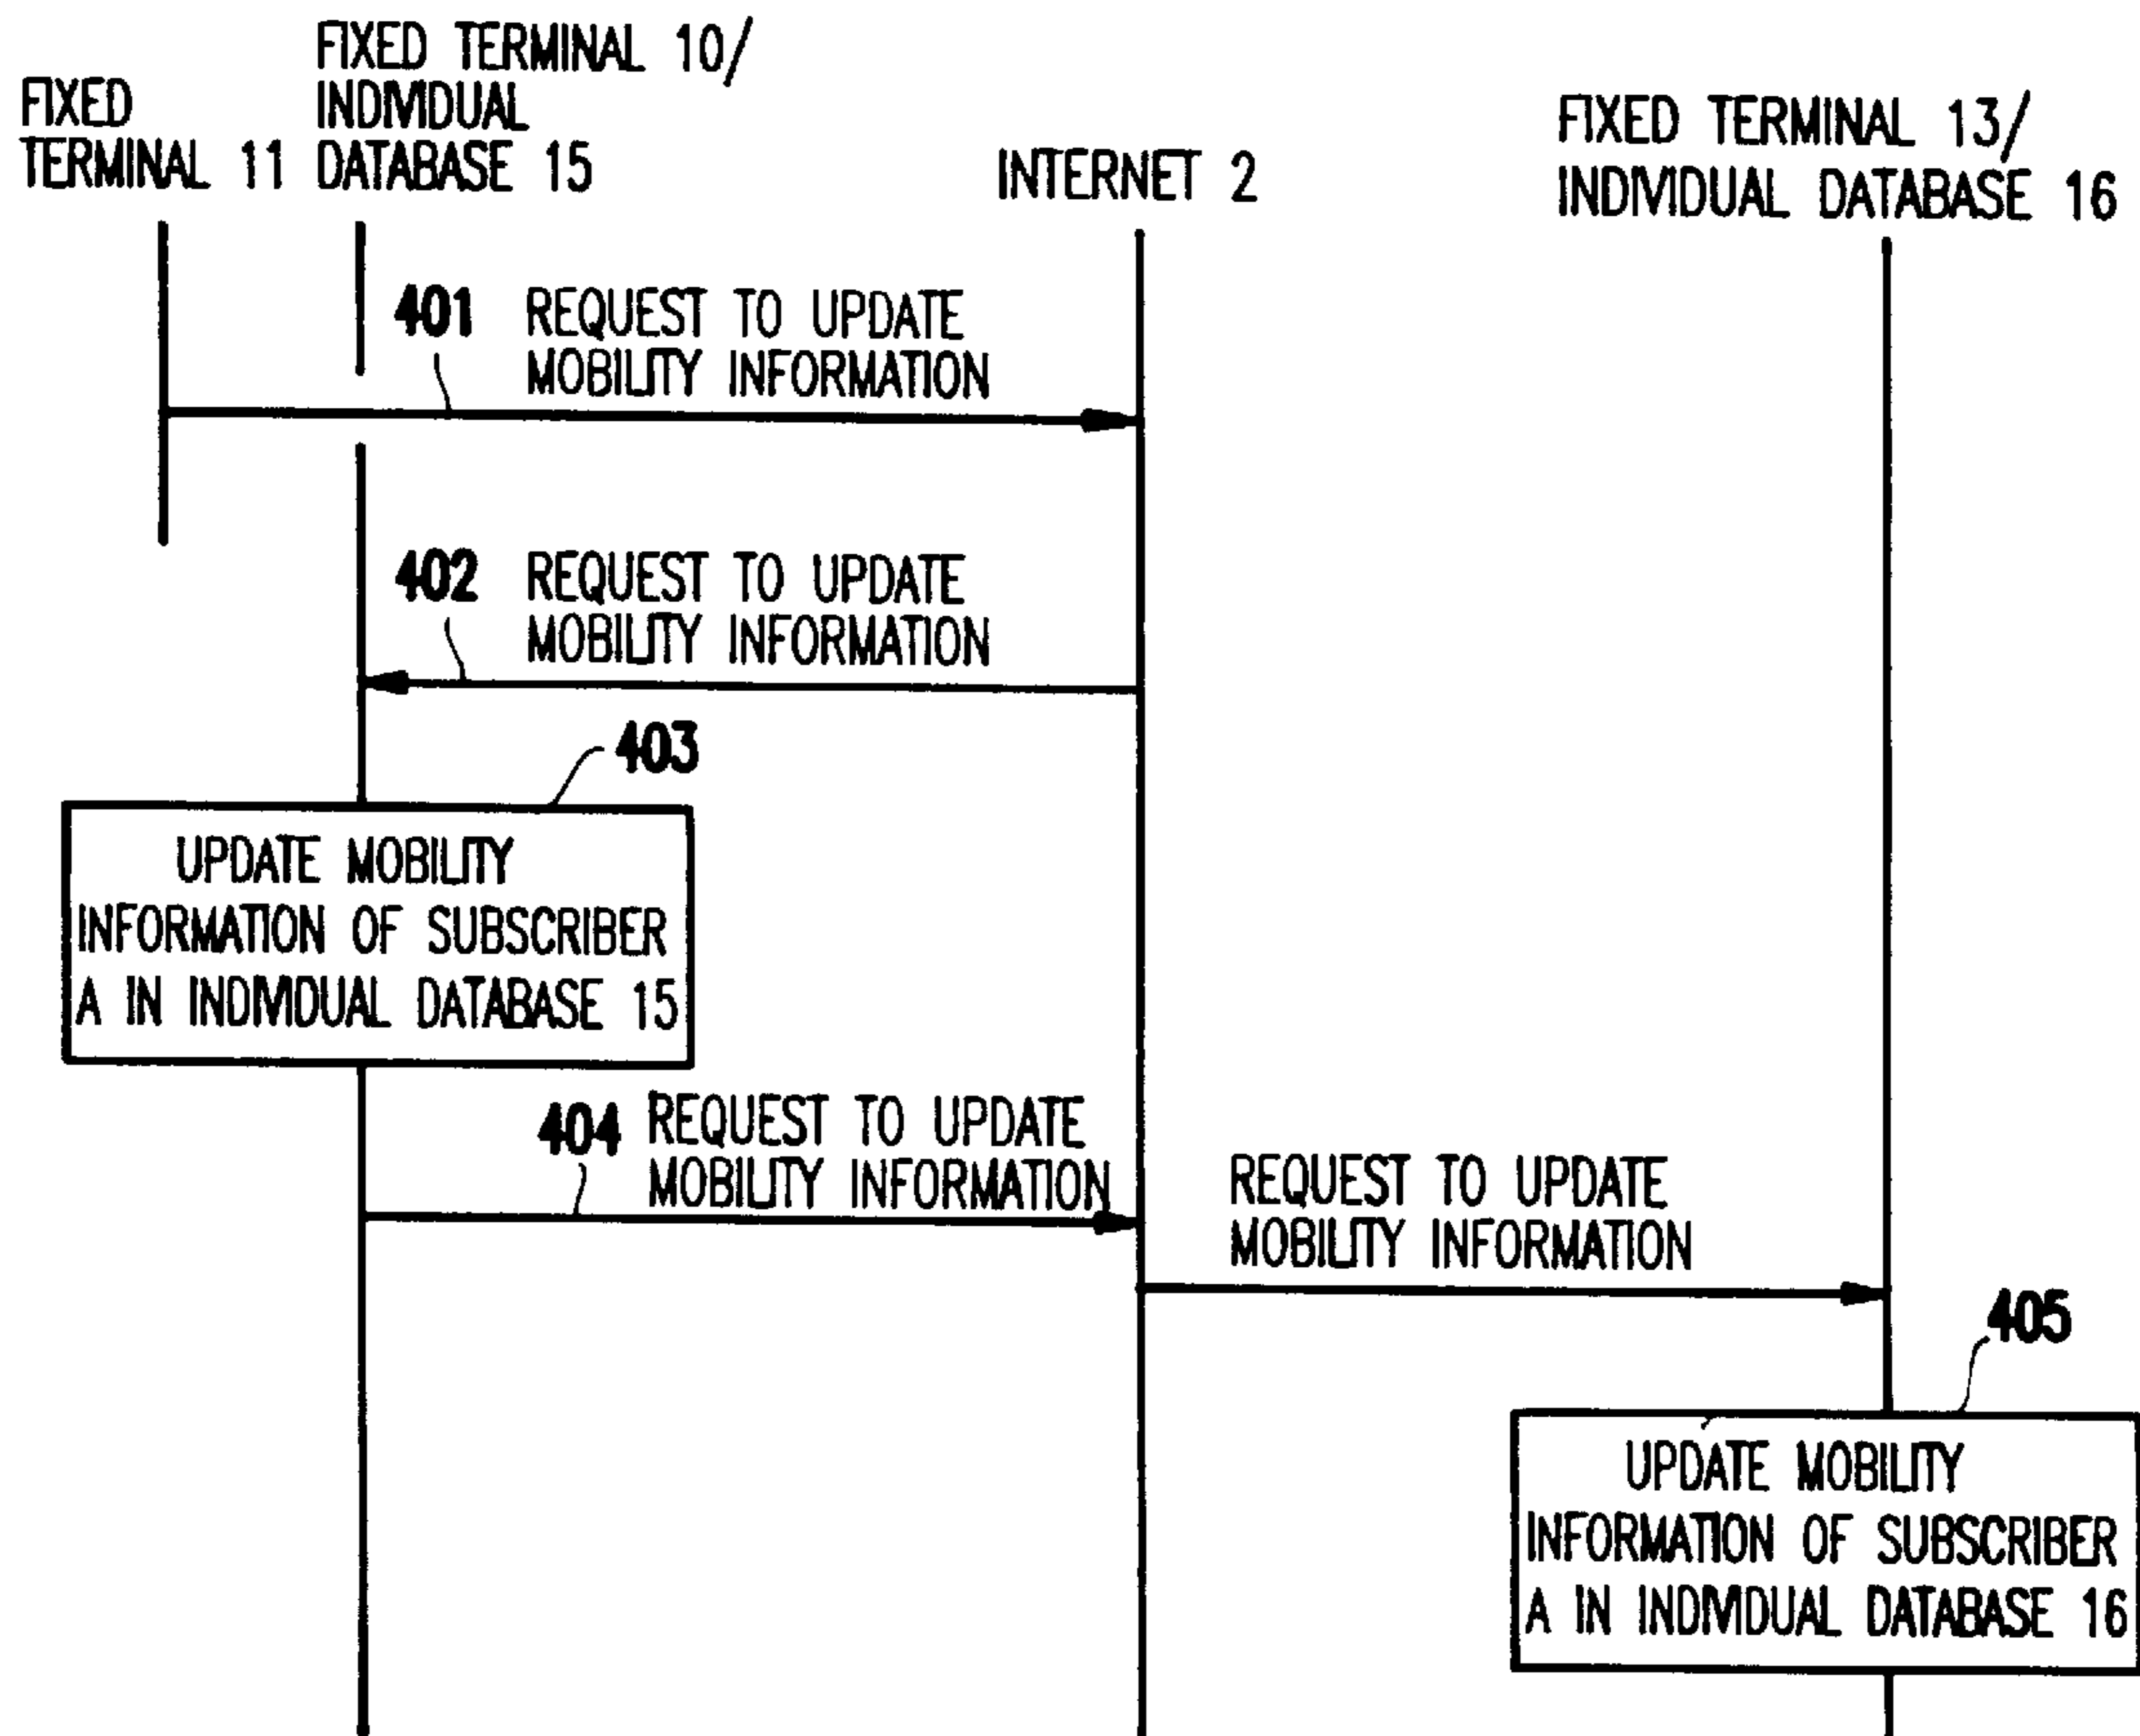 FIXED
TERMINAL 11
FIXED TERMINAL 10/
INDIVIDUAL
DATABASE 15
INTERNET 2
FIXED TERMINAL 13/
INDIVIDUAL DATABASE 16
401 REQUEST TO UPDATE
MOBILITY INFORMATION
402 REQUEST TO UPDATE
MOBILITY INFORMATION
403
UPDATE MOBILITY
INFORMATION OF SUBSCRIBER
A IN INDIVIDUAL DATABASE 15
404 REQUEST TO UPDATE
MOBILITY INFORMATION
REQUEST TO UPDATE
MOBILITY INFORMATION
405
UPDATE MOBILITY
INFORMATION OF SUBSCRIBER
A IN INDIVIDUAL DATABASE 16